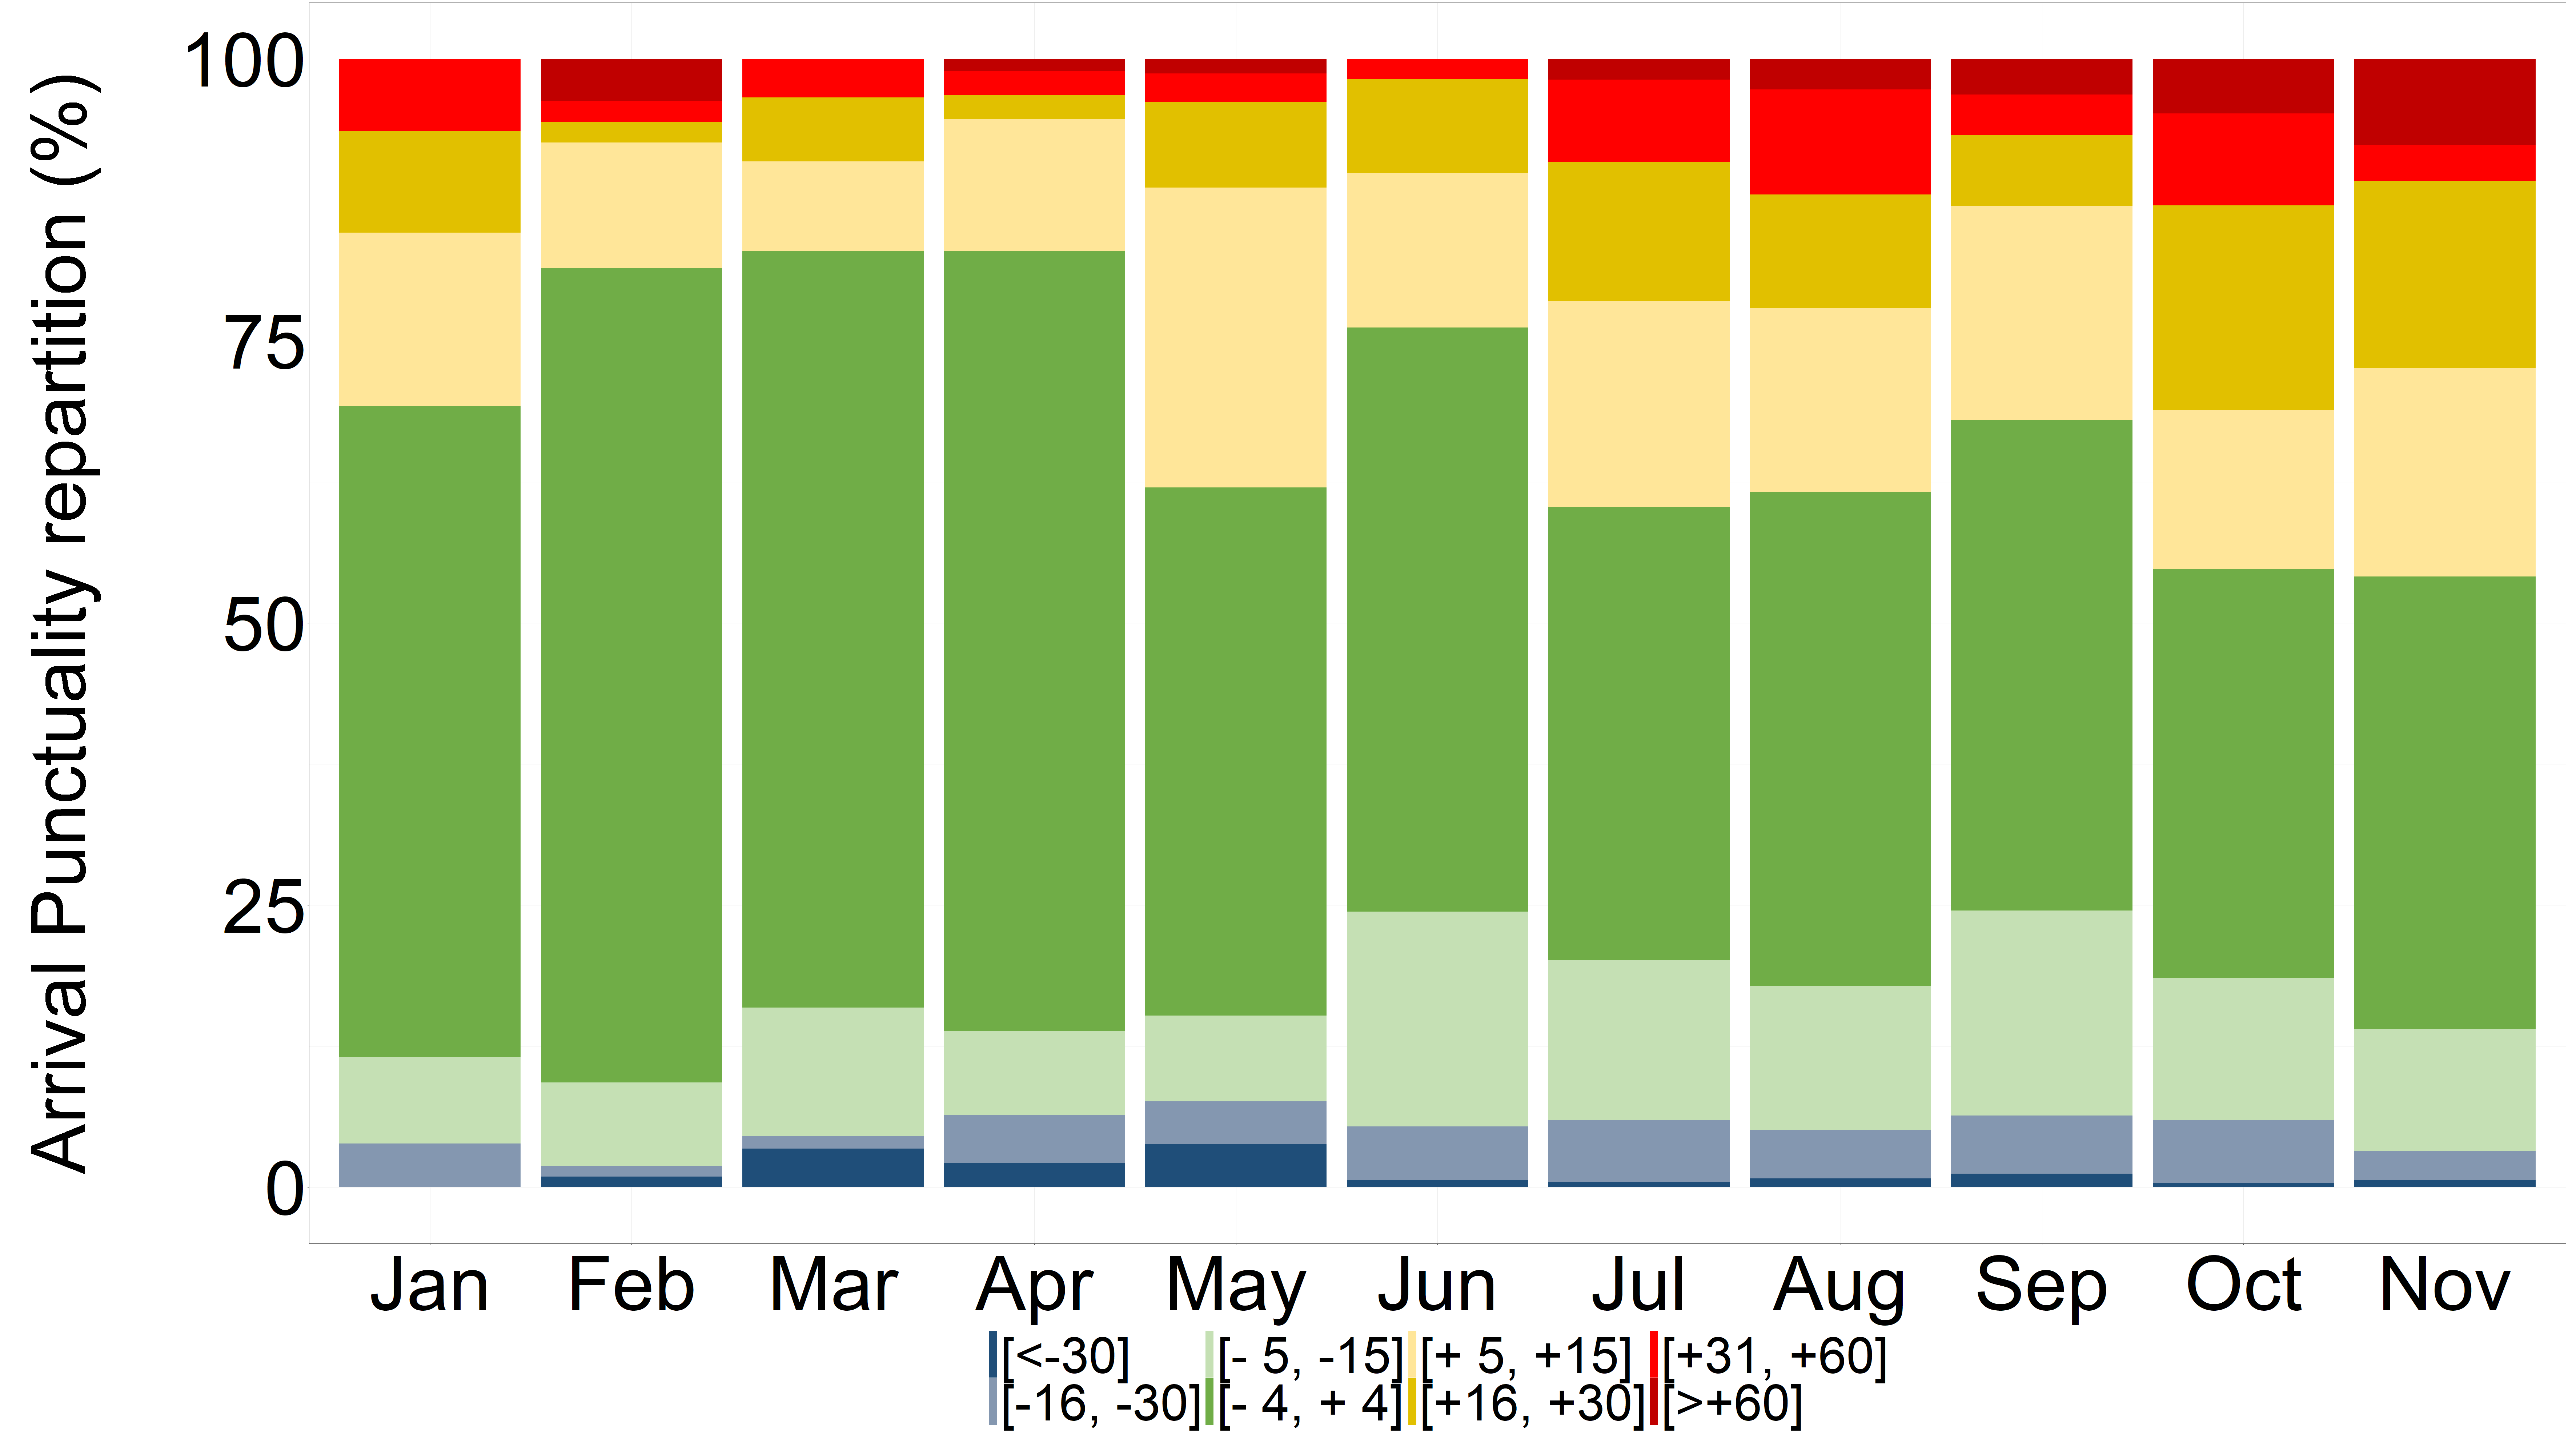 Arrival Punctuality repartition (%)
100
75
50
25
0
Jan Feb Mar Apr May Jun Jul Aug Sep Oct Nov
[<-30] [- 5, -15] [+ 5, +15] [+31, +60]
[-16, -30] [- 4, + 4] [+16, +30] [>+60]